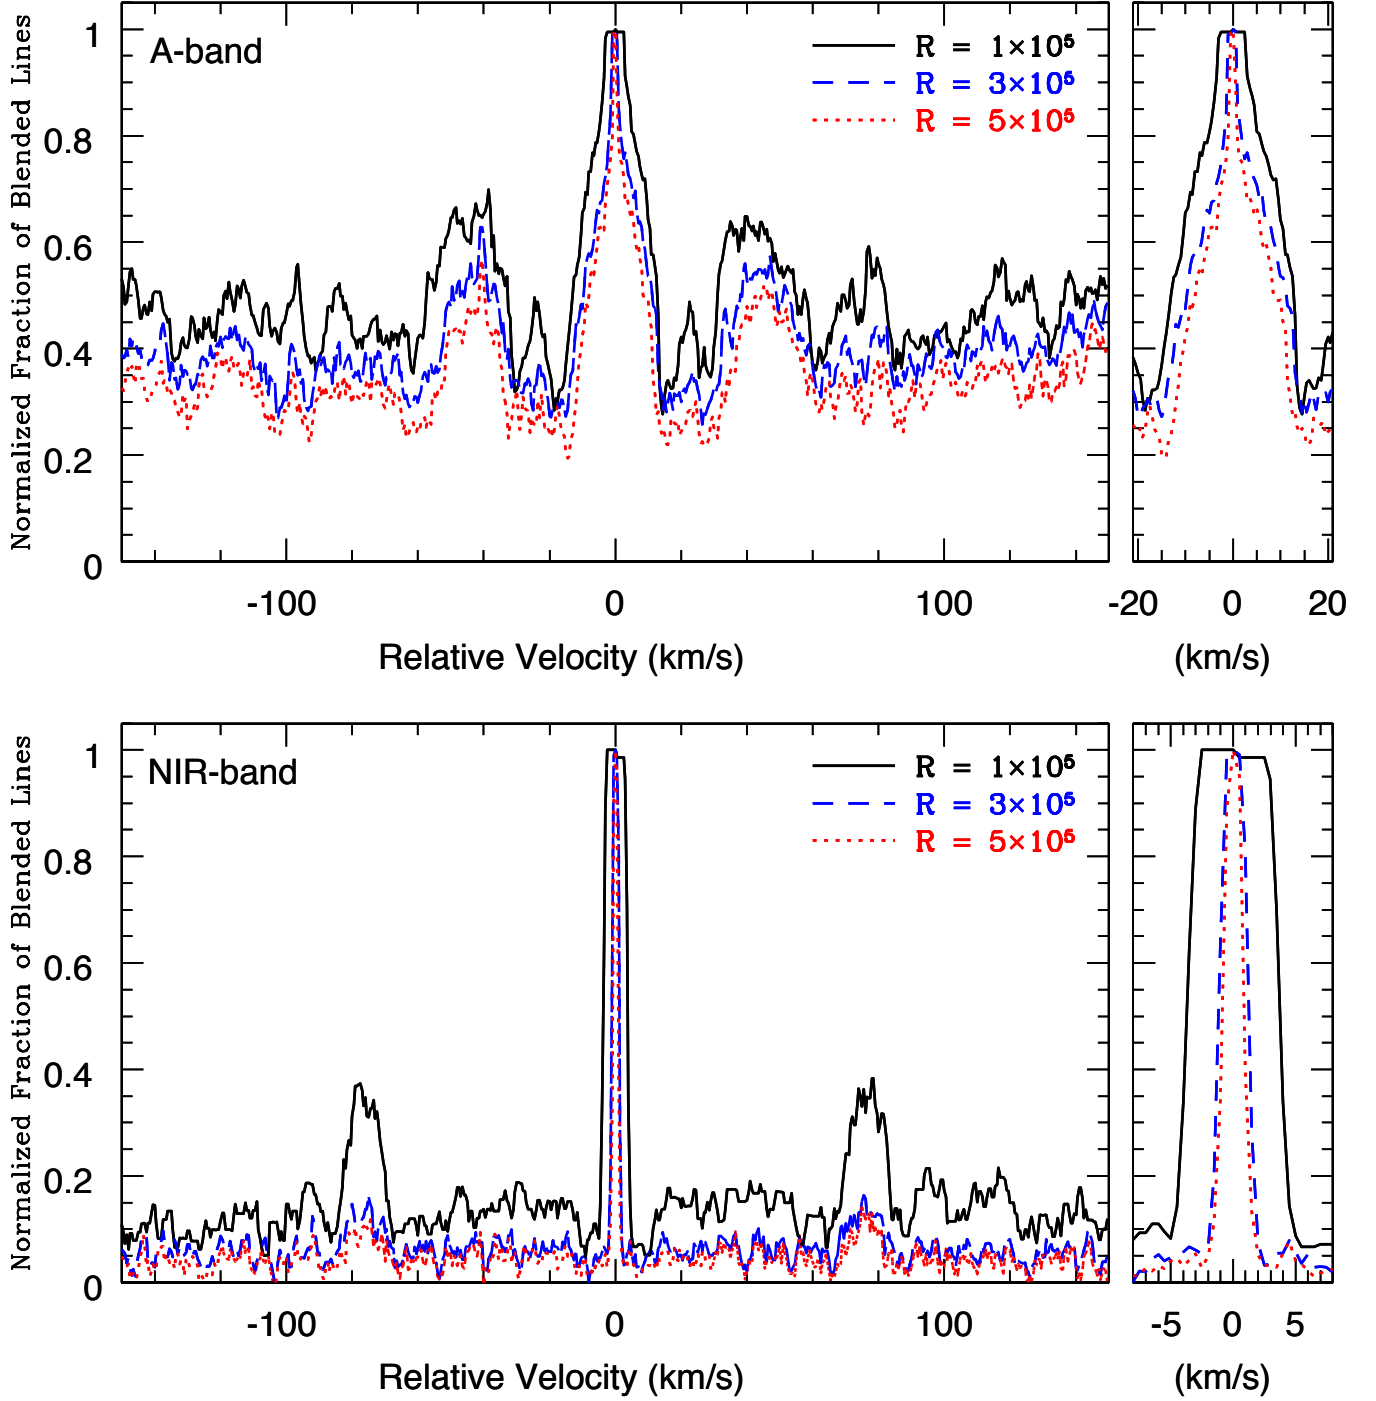 Normalized Fraction of Blended Lines
A-band
R = 1×10⁵
R = 3×10⁵
R = 5×10⁵
1
0.8
0.6
0.4
0.2
0
-100 0 100
-20 0 20
Relative Velocity (km/s)
(km/s)
Normalized Fraction of Blended Lines
NIR-band
R = 1×10⁵
R = 3×10⁵
R = 5×10⁵
1
0.8
0.6
0.4
0.2
0
-100 0 100
-5 0 5
Relative Velocity (km/s)
(km/s)